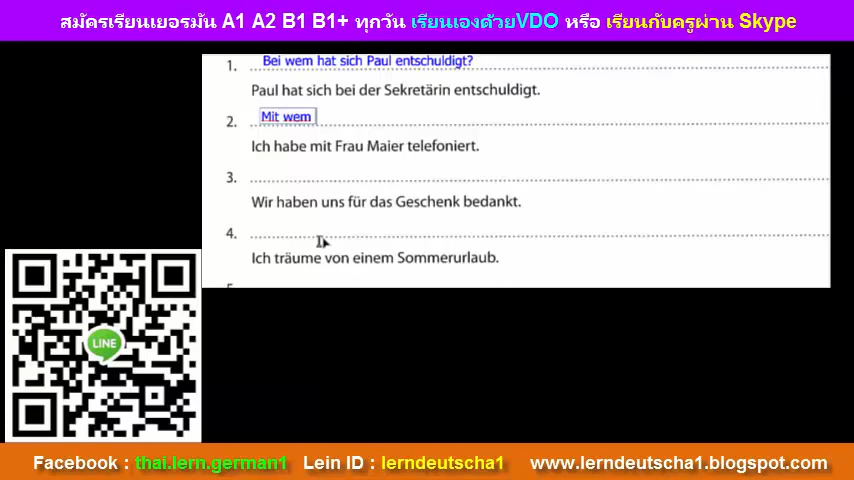 สมัครเรียนเยอรมัน A1 A2 B1 B1+ ทุกวัน เรียนเองด้วยVDO หรือ เรียนกับครูผ่าน Skype
1. Bei wem hat sich Paul entschuldigt?
Paul hat sich bei der Sekretärin entschuldigt.
2. Mit wem
Ich habe mit Frau Maier telefoniert.
3.
Wir haben uns für das Geschenk bedankt.
4.
Ich träume von einem Sommerurlaub.
LINE
Facebook : thai.lern.german1 Lein ID : lerndeutscha1 www.lerndeutscha1.blogspot.com